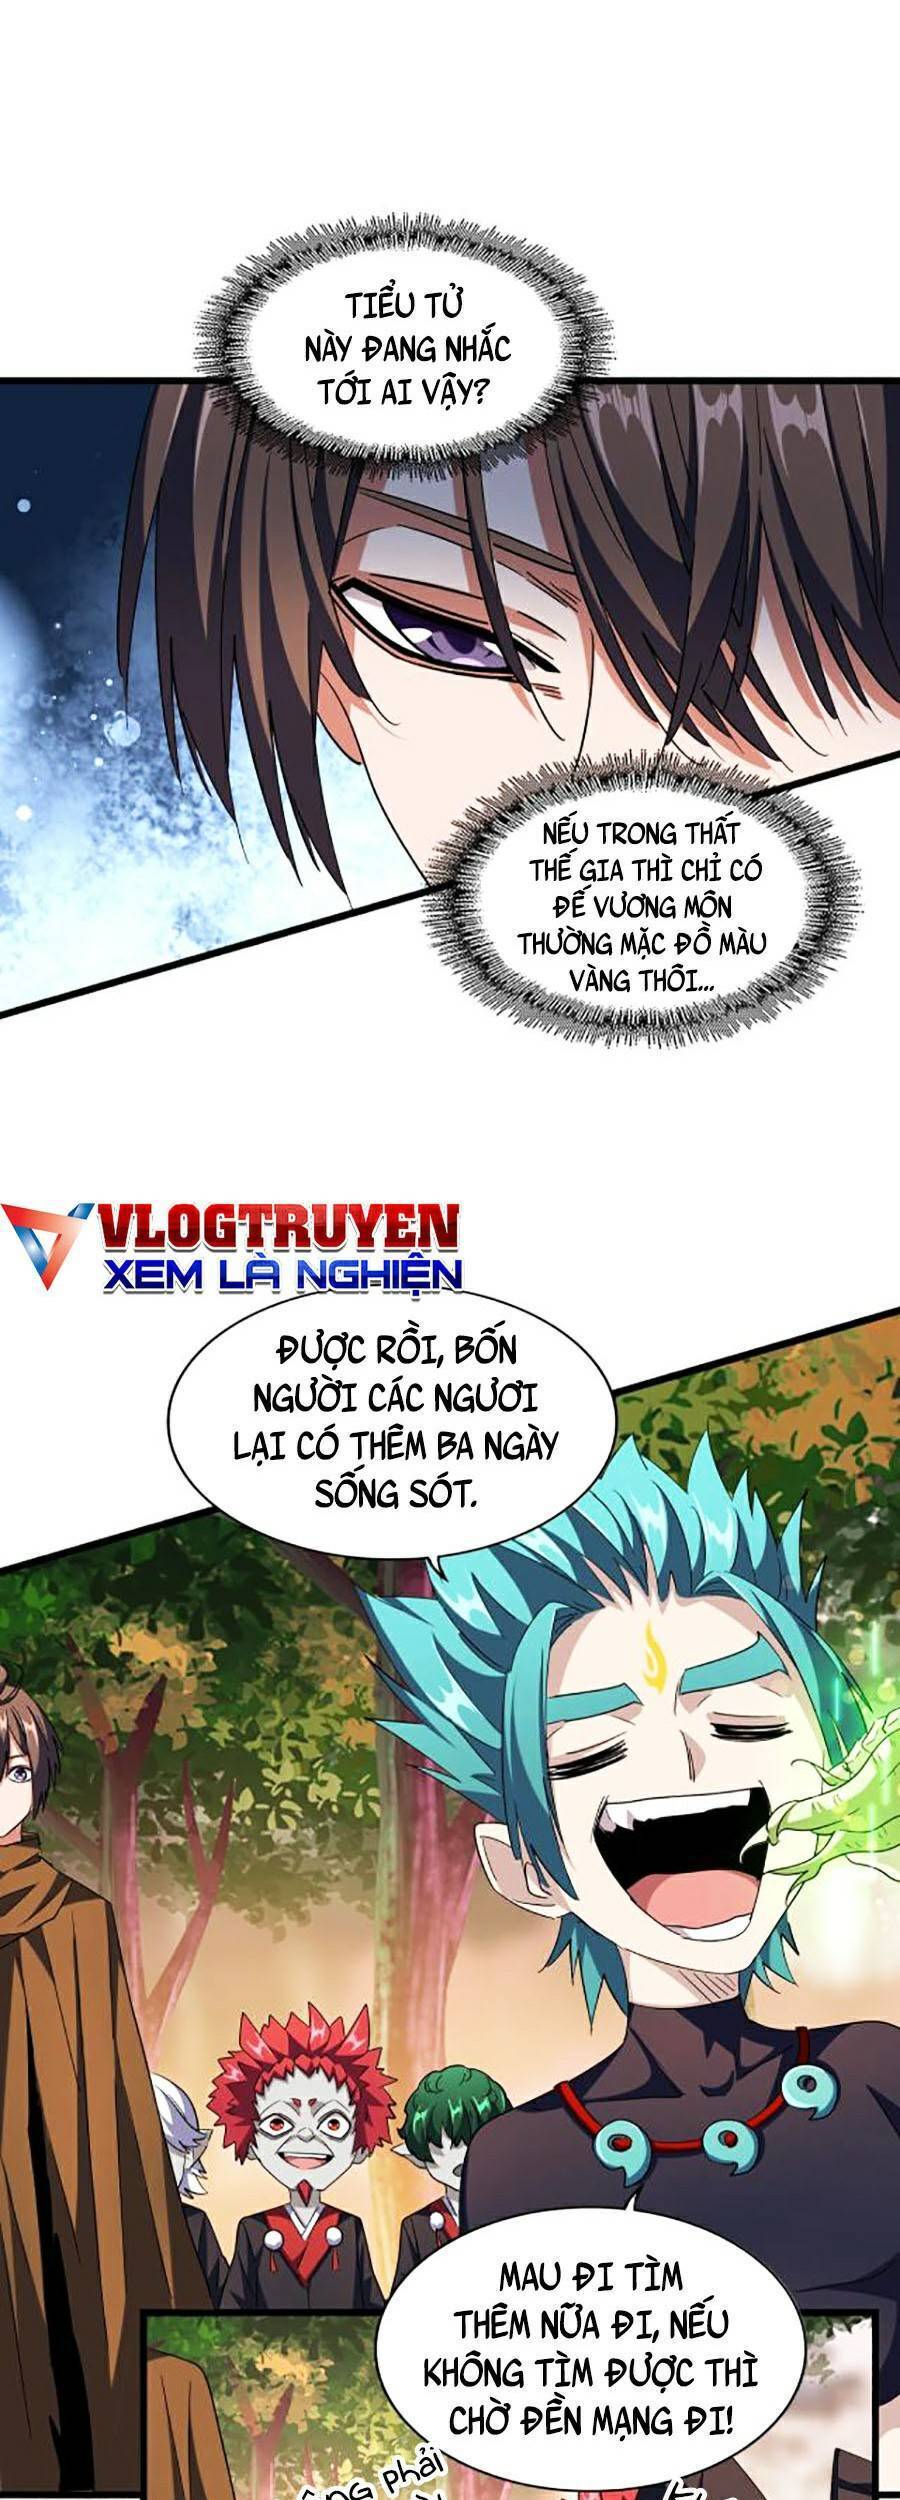 TIỂU TỬ
NÀY ĐANG NHẮC
TỚI AI VẬY?
NẾU TRONG THẤT
THẾ GIA THÌ CHỈ CÓ
ĐẾ VƯƠNG MÔN
THƯỜNG MẶC ĐỒ MÀU
VÀNG THÔI...
VLOGTRUYEN
XEM LÀ NGHIỆN
ĐƯỢC RỒI, BỐN
NGƯỜI CÁC NGƯƠI
LẠI CÓ THÊM BA NGÀY
SỐNG SÓT.
MAU ĐI TÌM
THÊM NỮA ĐI, NẾU
KHÔNG TÌM ĐƯỢC THÌ
CHỜ ĐỀN MẠNG ĐI!
phải